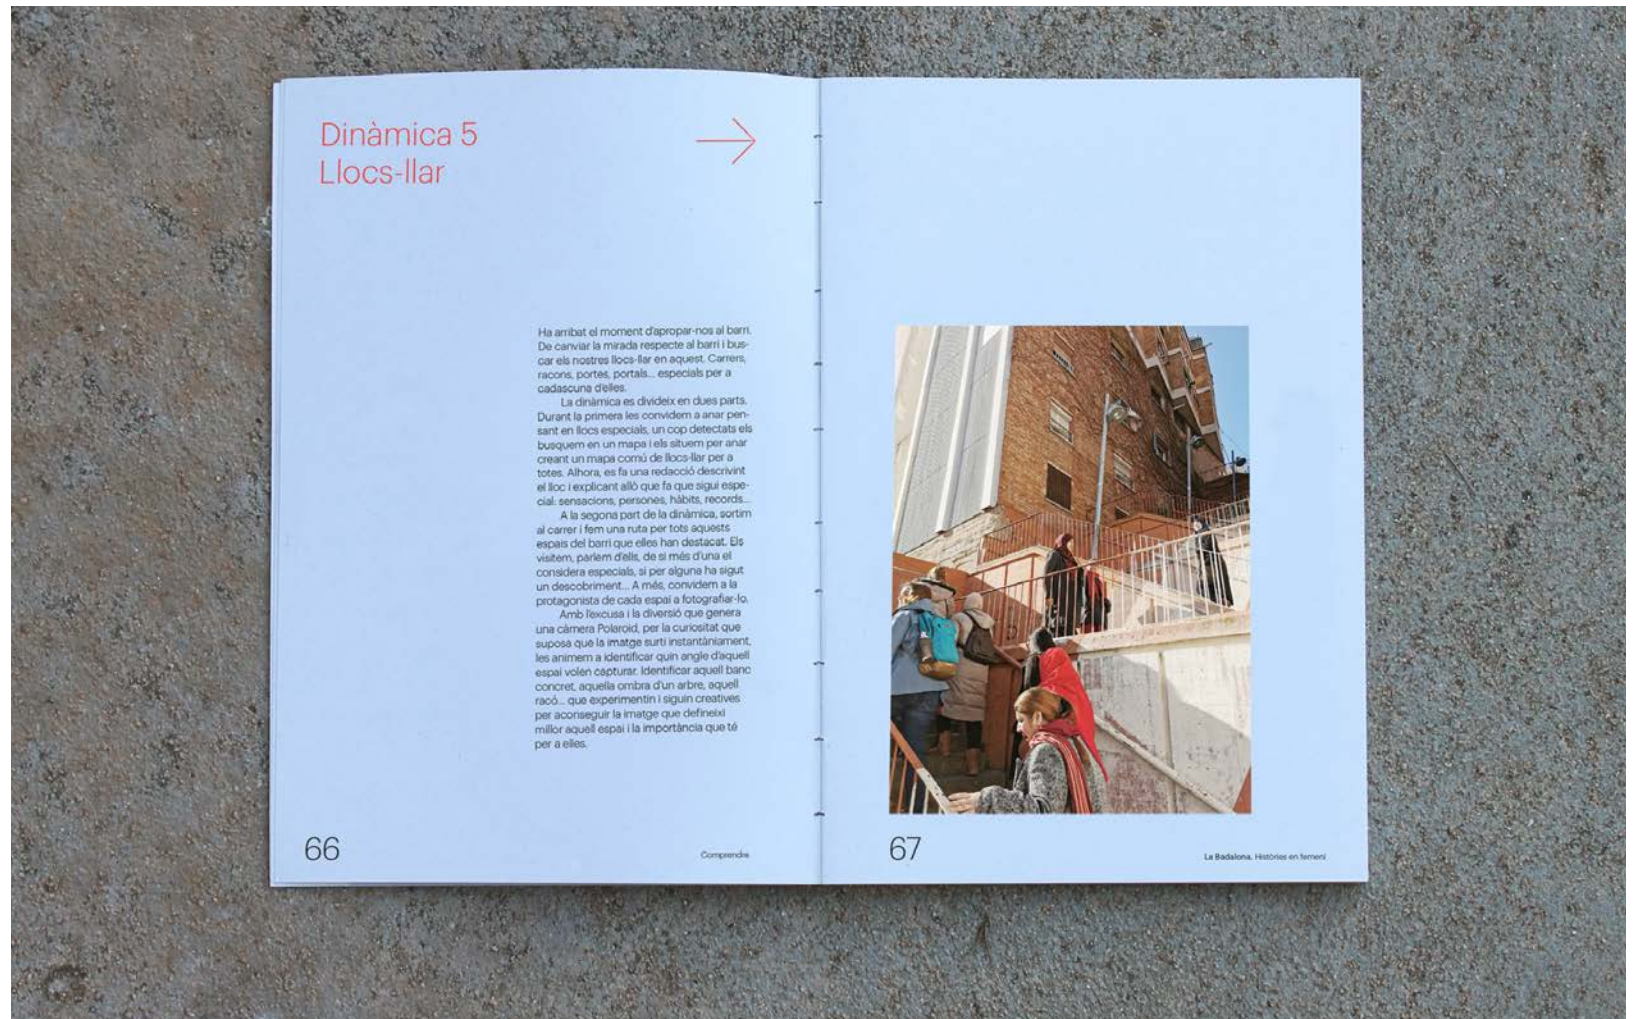 Dinàmica 5
Llocs-llar
Ha arribat el moment d'apropar-nos al barri.
De canviar la mirada respecte al barri i bus-
car els nostres llocs-llar en aquest. Carrers,
racons, portes, portals... especials per a
cadascuna d'elles.
La dinàmica es divideix en dues parts.
Durant la primera les convidem a anar pen-
sant en llocs especials, un cop detectats els
busquem en un mapa i els situem per anar
creant un mapa comú de llocs-llar per a
totes. Alhora, es fa una redacció descrivint
el lloc i explicant allò que fa que sigui espe-
cial: sensacions, persones, hàbits, records...
A la segona part de la dinàmica, sortim
al carrer i fem una ruta per tots aquests
espais del barri que elles han destacat. Els
visitem, parlem d'ells, de si més d'una el
considera especials, si per alguna ha sigut
un descobriment... A més, convidem a la
protagonista de cada espai a fotografiar-lo.
Amb l'excusa i la diversió que genera
una càmera Polaroid, per la curiositat que
suposa que la imatge surti instantàniament,
les animem a identificar quin angle d'aquell
espai volen capturar. Identificar aquell banc
concret, aquella ombra d'un arbre, aquell
racó... que experimentin i siguin creatives
per aconseguir la imatge que defineixi
millor aquell espai i la importància que té
per a elles.
66
Comprendre
67
La Badalona. Històries en femení